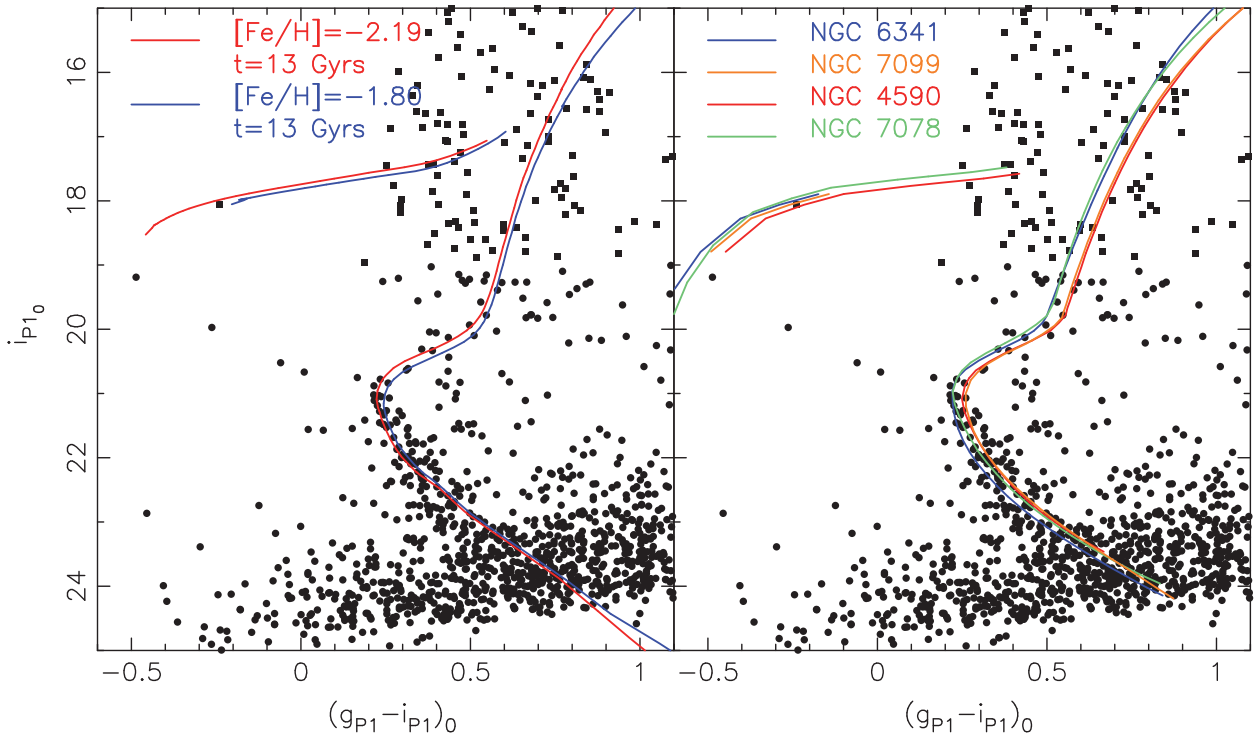 [Fe/H]=−2.19
t=13 Gyrs
[Fe/H]=−1.80
t=13 Gyrs
NGC 6341
NGC 7099
NGC 4590
NGC 7078
16
18
20
22
24
i_P1_0
−0.5 0 0.5 1
−0.5 0 0.5 1
(g_P1−i_P1)_0
(g_P1−i_P1)_0